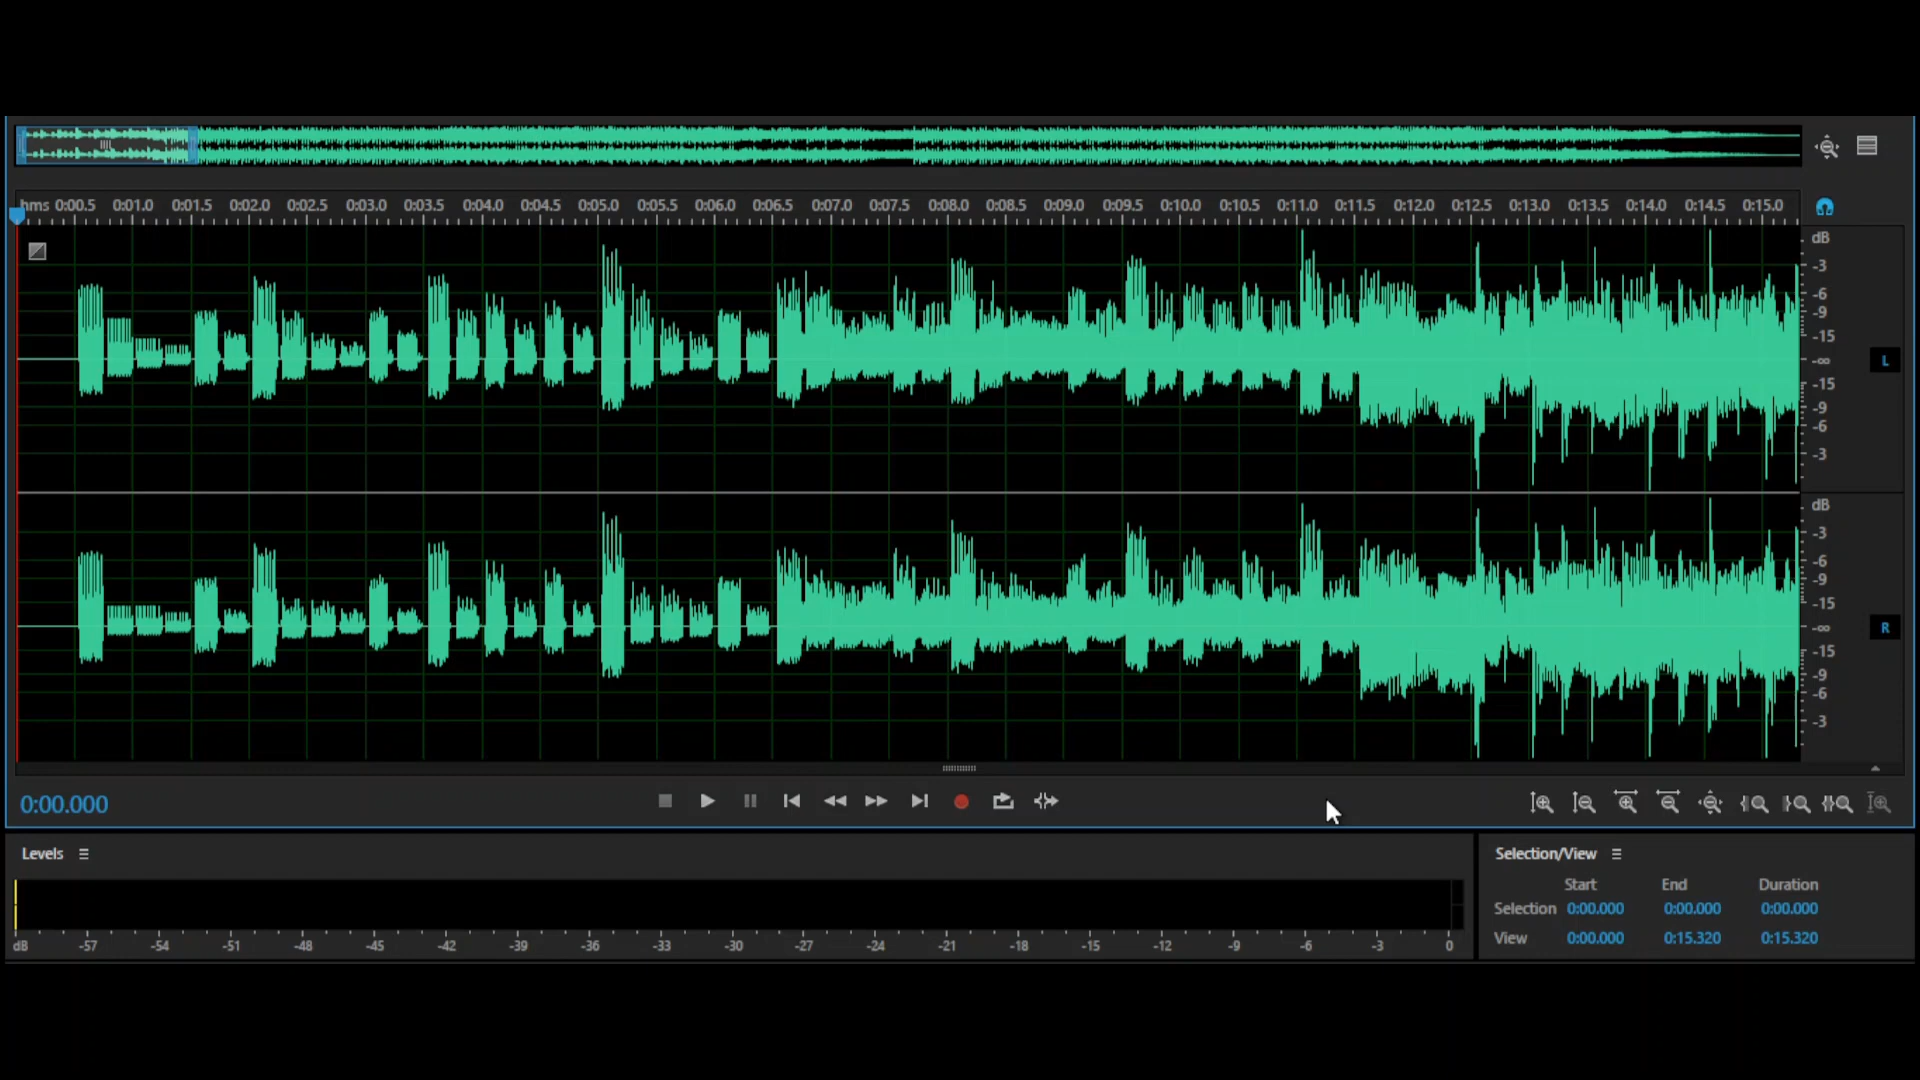 hms 0:00.5 0:01.0 0:01.5 0:02.0 0:02.5 0:03.0 0:03.5 0:04.0 0:04.5 0:05.0 0:05.5 0:06.0 0:06.5 0:07.0 0:07.5 0:08.0 0:08.5 0:09.0 0:09.5 0:10.0 0:10.5 0:11.0 0:11.5 0:12.0 0:12.5 0:13.0 0:13.5 0:14.0 0:14.5 0:15.0
dB
-3
-6
-9
-15
-∞
L
-15
-9
-6
-3
dB
-3
-6
-9
-15
-∞
R
-15
-9
-6
-3
0:00.000
Levels
dB -57 -54 -51 -48 -45 -42 -39 -36 -33 -30 -27 -24 -21 -18 -15 -12 -9 -6 -3 0
Selection/View
Start End Duration
Selection 0:00.000 0:00.000 0:00.000
View 0:00.000 0:15.320 0:15.320